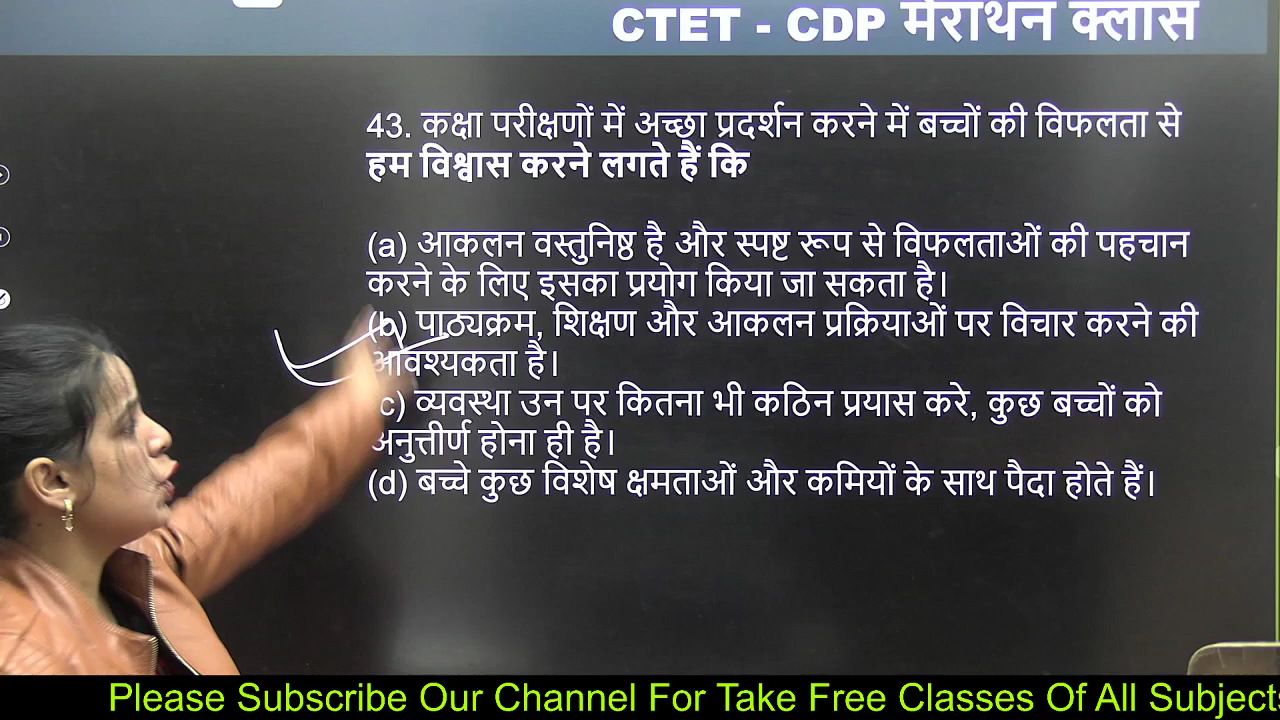 CTET - CDP मैराथन क्लास
43. कक्षा परीक्षणों में अच्छा प्रदर्शन करने में बच्चों की विफलता से
हम विश्वास करने लगते हैं कि
(a) आकलन वस्तुनिष्ठ है और स्पष्ट रूप से विफलताओं की पहचान
करने के लिए इसका प्रयोग किया जा सकता है।
(b) पाठ्यक्रम, शिक्षण और आकलन प्रक्रियाओं पर विचार करने की
आवश्यकता है।
c) व्यवस्था उन पर कितना भी कठिन प्रयास करे, कुछ बच्चों को
अनुत्तीर्ण होना ही है।
(d) बच्चे कुछ विशेष क्षमताओं और कमियों के साथ पैदा होते हैं।
Please Subscribe Our Channel For Take Free Classes Of All Subject